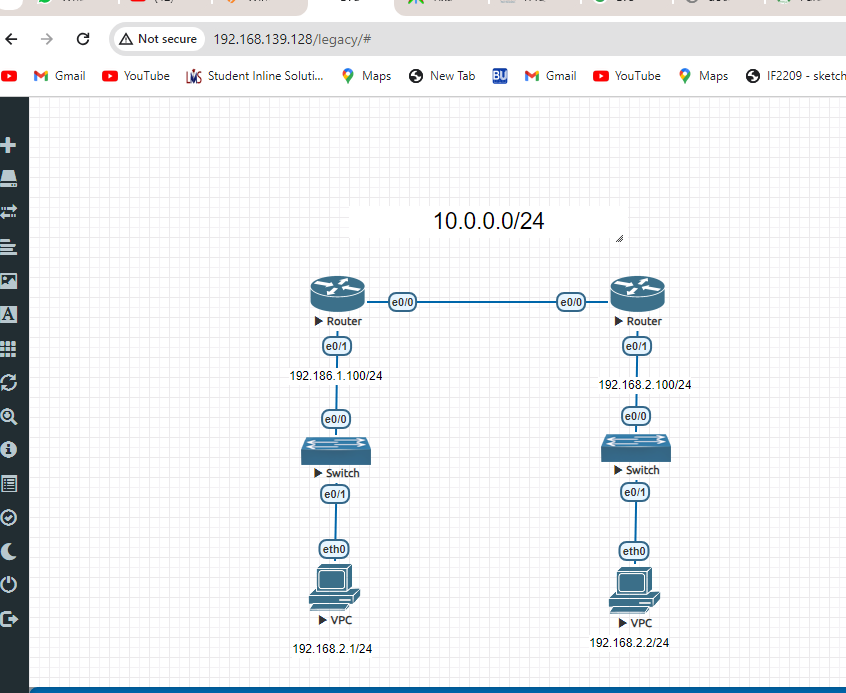 Not secure 192.168.139.128/legacy/#
Gmail YouTube LMS Student Inline Soluti... Maps New Tab BU Gmail YouTube Maps IF2209 - sketch
10.0.0.0/24
e0/0 e0/0
Router Router
e0/1 e0/1
192.186.1.100/24
192.168.2.100/24
e0/0 e0/0
Switch Switch
e0/1 e0/1
eth0 eth0
VPC VPC
192.168.2.1/24 192.168.2.2/24